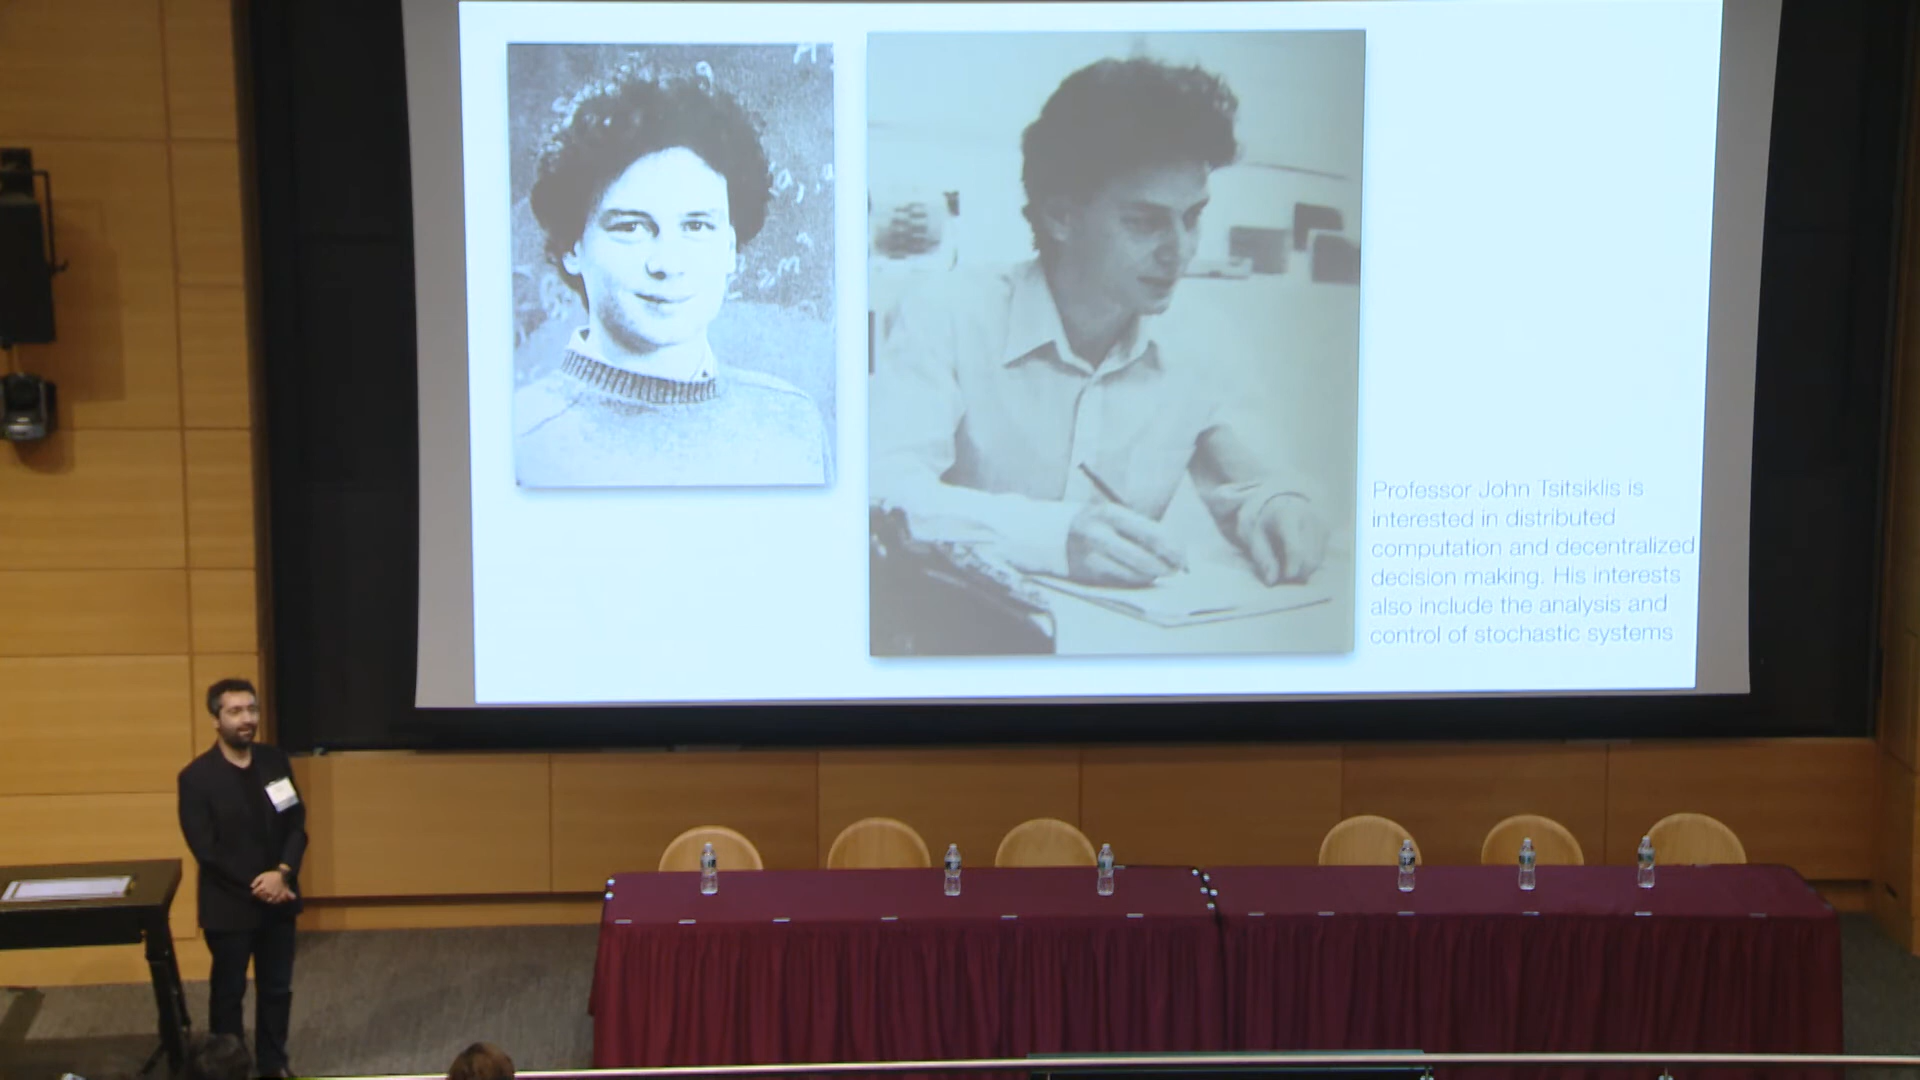 Professor John Tsitsiklis is
interested in distributed
computation and decentralized
decision making. His interests
also include the analysis and
control of stochastic systems